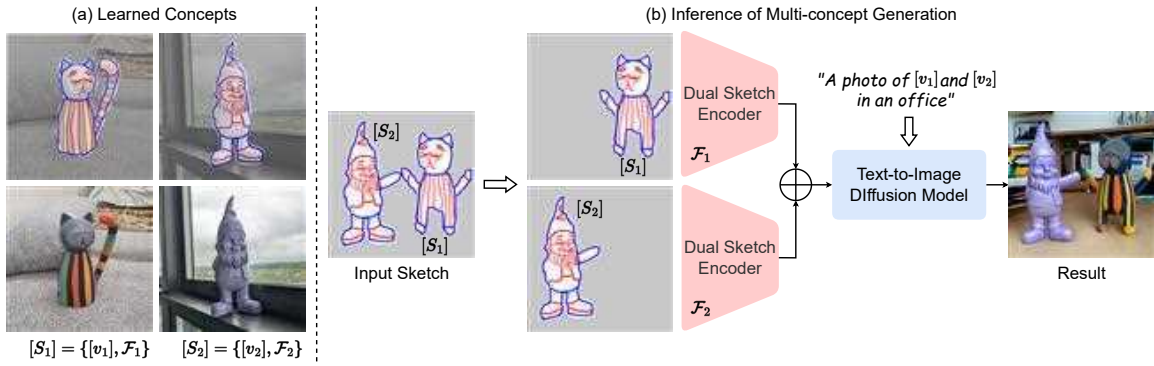 (a) Learned Concepts
(b) Inference of Multi-concept Generation
[S₁] = {[v₁], ℱ₁}
[S₂] = {[v₂], ℱ₂}
[S₂]
[S₁]
Input Sketch
[S₁]
Dual Sketch
Encoder
ℱ₁
[S₂]
Dual Sketch
Encoder
ℱ₂
"A photo of [v₁] and [v₂]
in an office"
Text-to-Image
DIffusion Model
Result